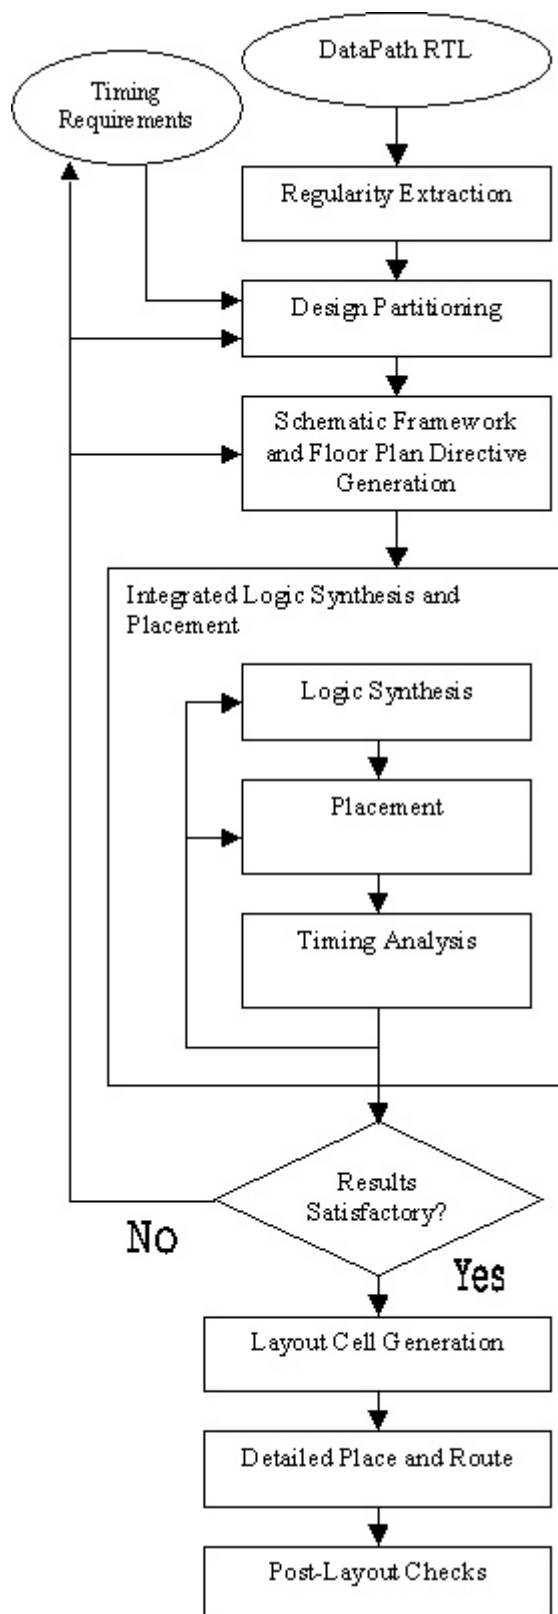 DataPath RTL
Timing
Requirements
Regularity Extraction
Design Partitioning
Schematic Framework
and Floor Plan Directive
Generation
Integrated Logic Synthesis and
Placement
Logic Synthesis
Placement
Timing Analysis
Results
Satisfactory?
No
Yes
Layout Cell Generation
Detailed Place and Route
Post-Layout Checks